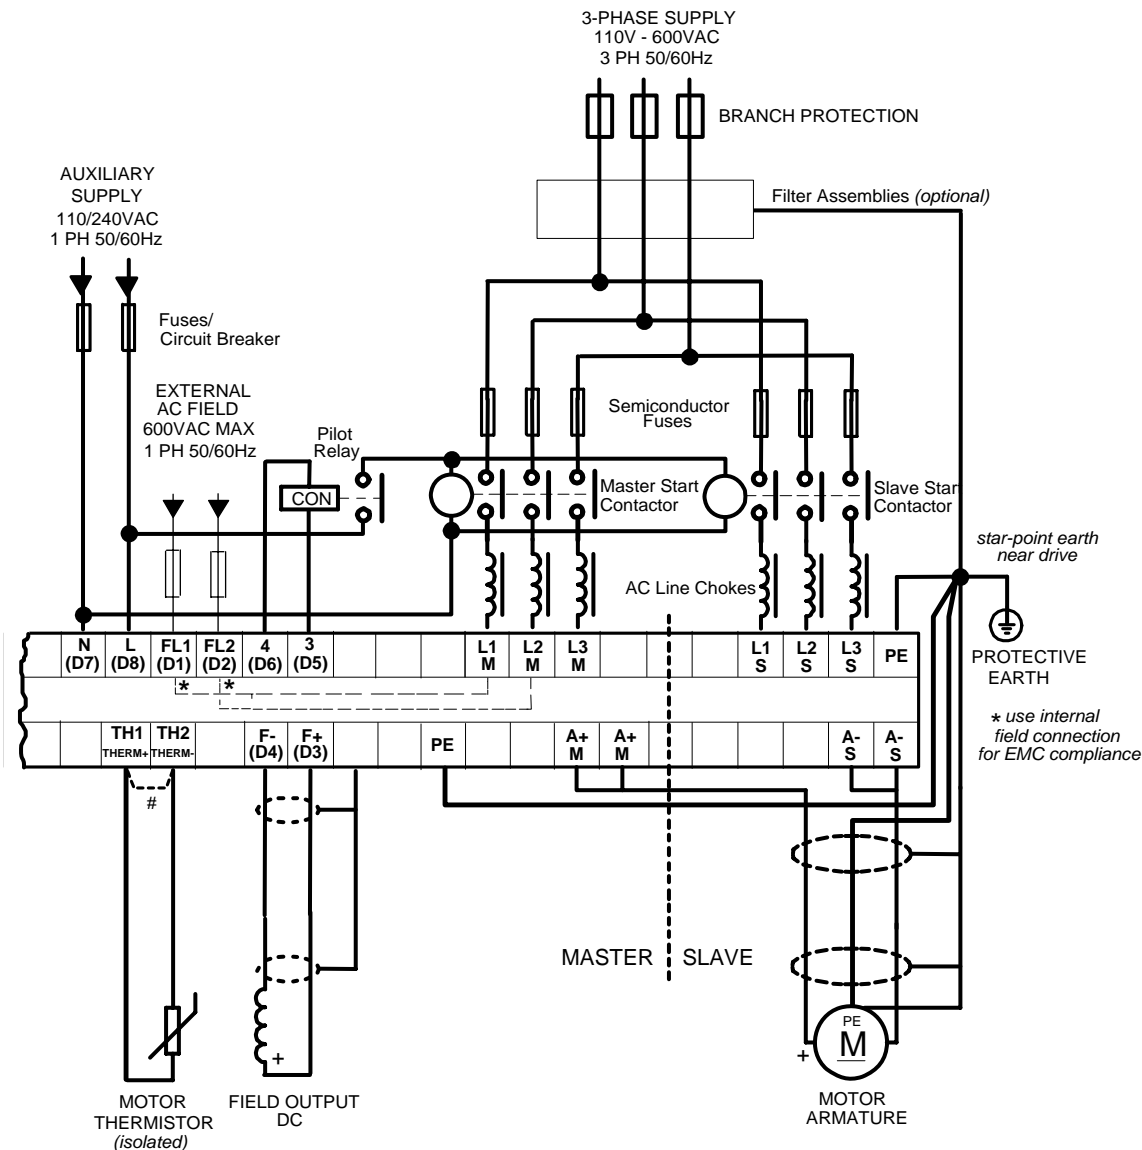 3-PHASE SUPPLY
110V - 600VAC
3 PH 50/60Hz
BRANCH PROTECTION
AUXILIARY
SUPPLY
110/240VAC
1 PH 50/60Hz
Filter Assemblies (optional)
Fuses/
Circuit Breaker
EXTERNAL
AC FIELD
600VAC MAX
1 PH 50/60Hz
Pilot
Relay
Semiconductor
Fuses
CON
Master Start
Contactor
Slave Start
Contactor
star-point earth
near drive
AC Line Chokes
N
(D7)
L
(D8)
FL1
(D1)
FL2
(D2)
4
(D6)
3
(D5)
L1
M
L2
M
L3
M
L1
S
L2
S
L3
S
PE
PROTECTIVE
EARTH
*
*
* use internal
field connection
for EMC compliance
TH1
THERM+
TH2
THERM-
F-
(D4)
F+
(D3)
PE
A+
M
A+
M
A-
S
A-
S
#
MASTER
SLAVE
+
PE
M
+
MOTOR
THERMISTOR
(isolated)
FIELD OUTPUT
DC
MOTOR
ARMATURE